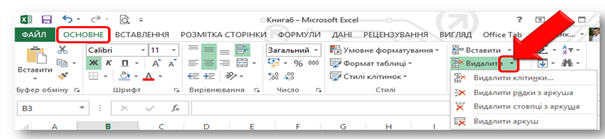 Книга6 - Microsoft Excel
ФАЙЛ ОСНОВНЕ ВСТАВЛЕННЯ РОЗМІТКА СТОРІНКИ ФОРМУЛИ ДАНІ РЕЦЕНЗУВАННЯ ВИГЛЯД Office Tab
Calibri 11 Загальний Умовне форматування Вставити
Вставити Ж К П Формат таблиці Видалити
Стилі клітинок
Буфер обміну Шрифт Вирівнювання Число Стилі
Видалити клітинки...
B3 Видалити рядки з аркуша
Видалити стовпці з аркуша
A B C D E F G H I Видалити аркуш